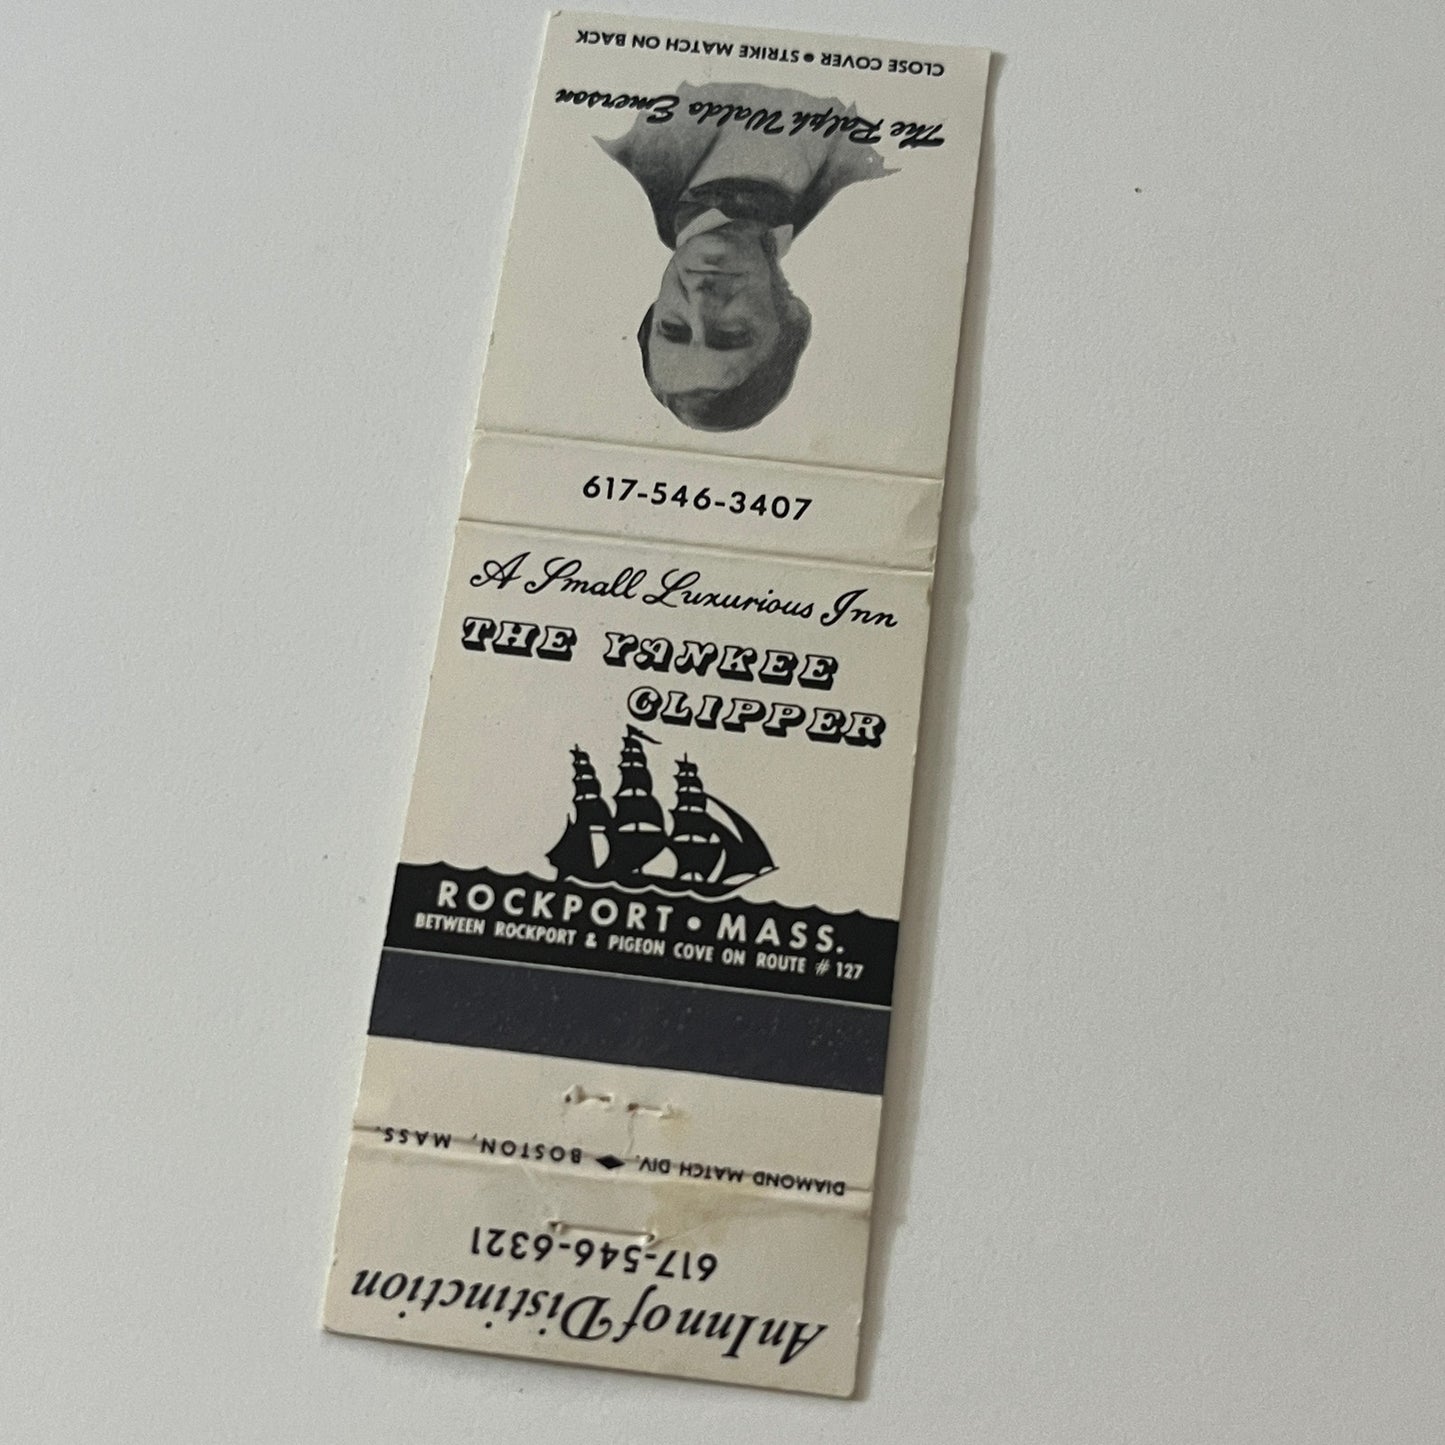 CLOSE COVER • STRIKE MATCH ON BACK
The Ralph Waldo Emerson
617-546-3407
A Small Luxurious Inn
THE YANKEE
CLIPPER
ROCKPORT • MASS.
BETWEEN ROCKPORT & PIGEON COVE ON ROUTE # 127
DIAMOND MATCH DIV. ♦ BOSTON, MASS.
617-546-6321
An Inn of Distinction